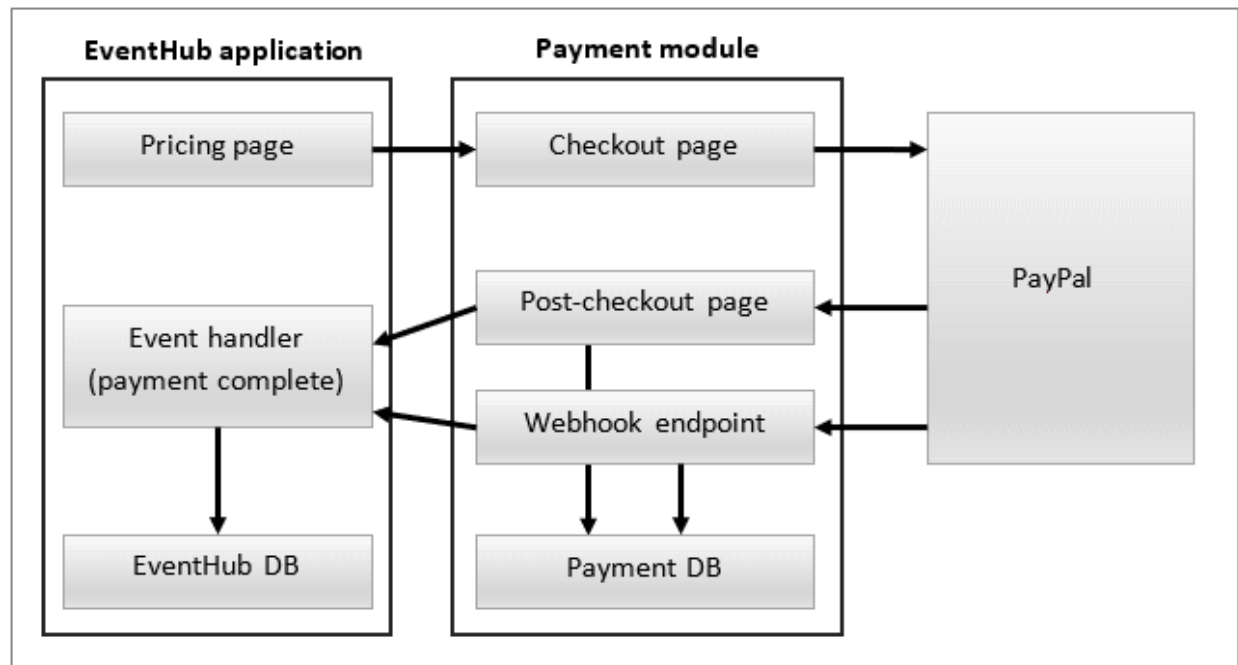 EventHub application
Payment module
Pricing page
Checkout page
PayPal
Post-checkout page
Event handler
(payment complete)
Webhook endpoint
EventHub DB
Payment DB